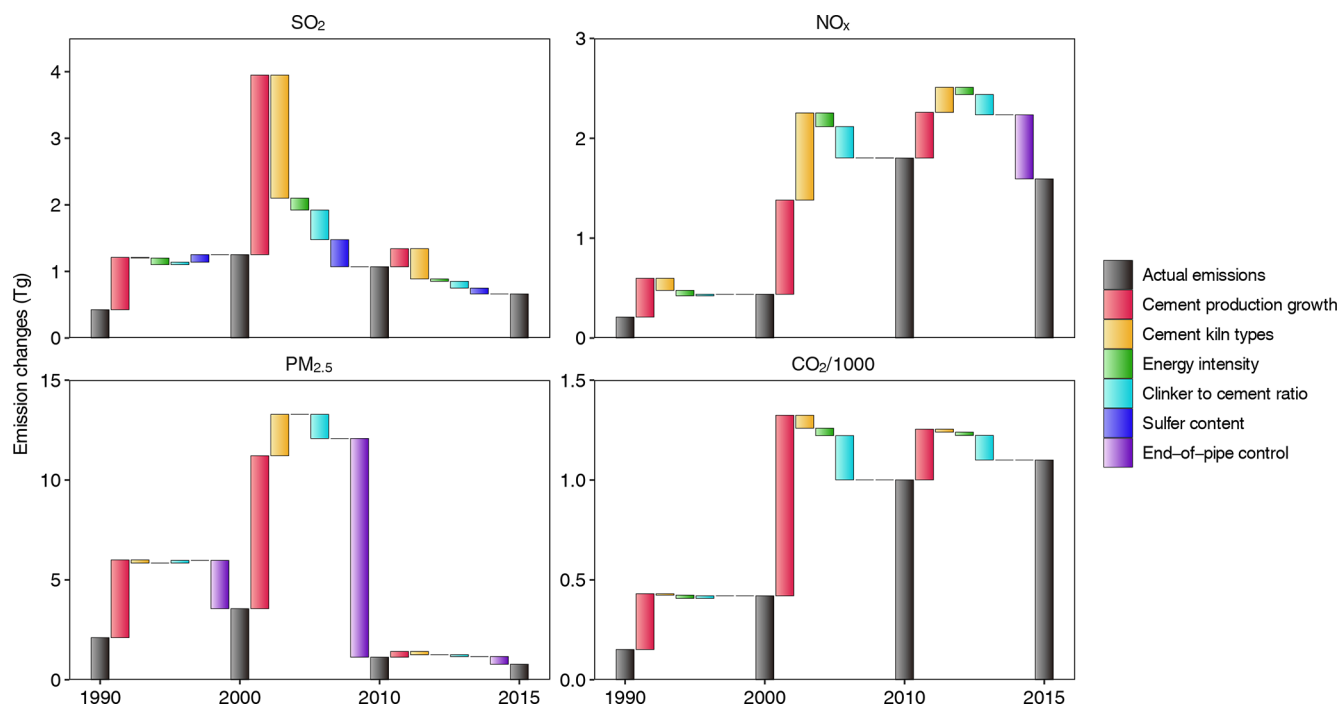 SO₂
NOₓ
4
3
2
1
0
3
2
1
0
Emission changes (Tg)
PM₂.₅
CO₂/1000
15
10
5
0
1.5
1.0
0.5
0.0
1990
2000
2010
2015
1990
2000
2010
2015
Actual emissions
Cement production growth
Cement kiln types
Energy intensity
Clinker to cement ratio
Sulfer content
End–of–pipe control